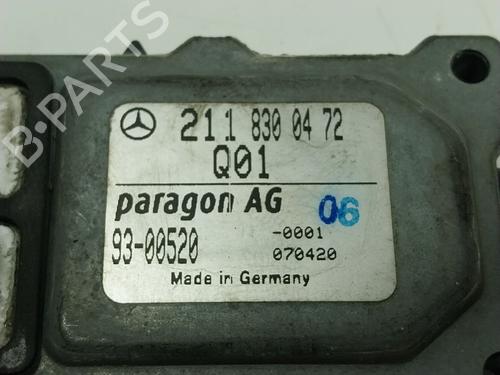 211 830 04 72
Q01
paragon AG 06
93-00520 -0001
070420
Made in Germany
B-PARTS